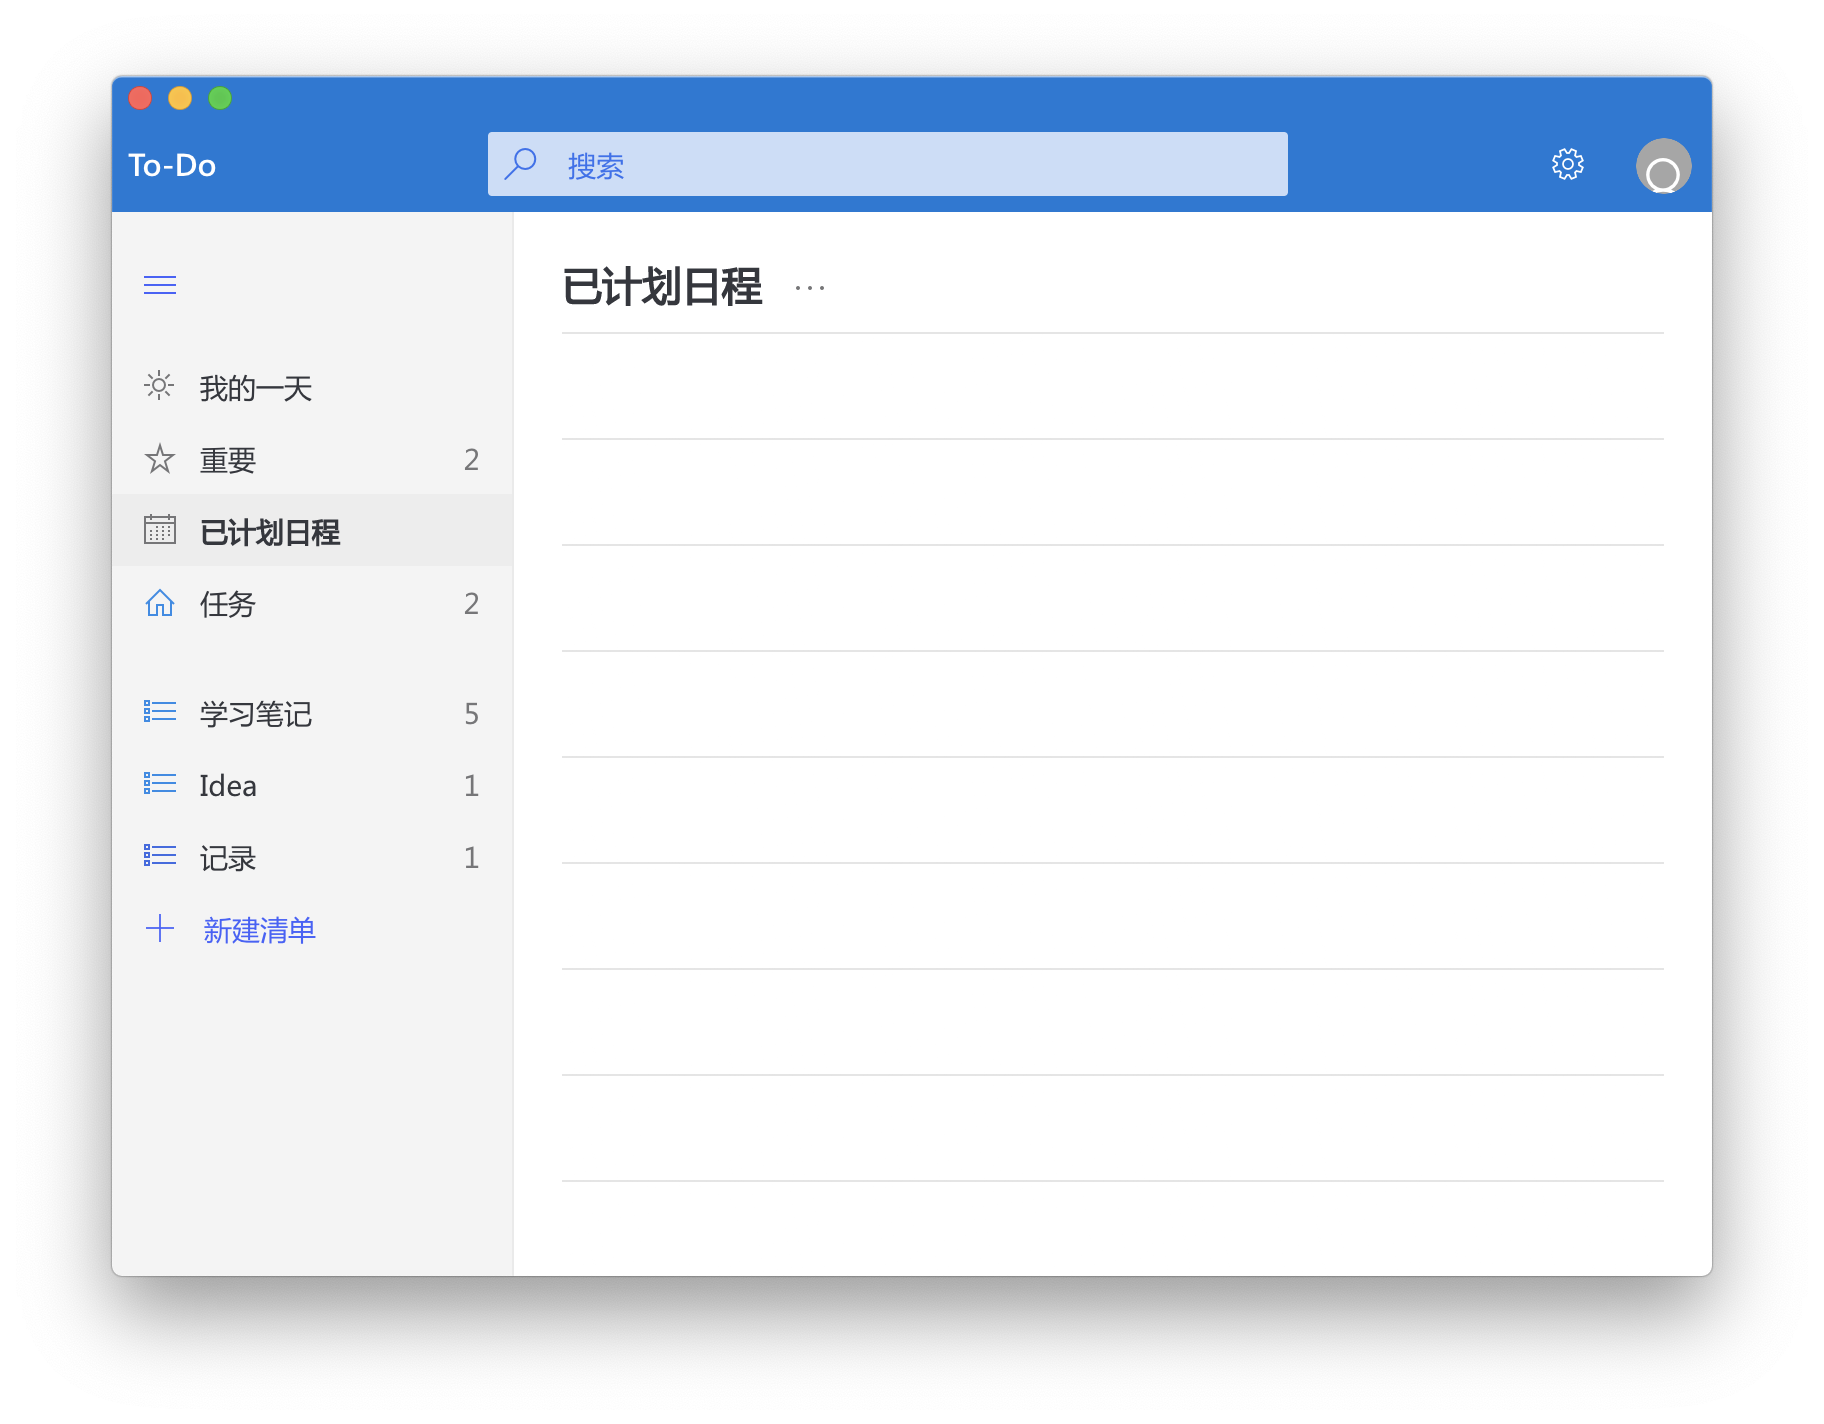 To-Do
搜索
已计划日程 ···
我的一天
重要 2
已计划日程
任务 2
学习笔记 5
Idea 1
记录 1
新建清单